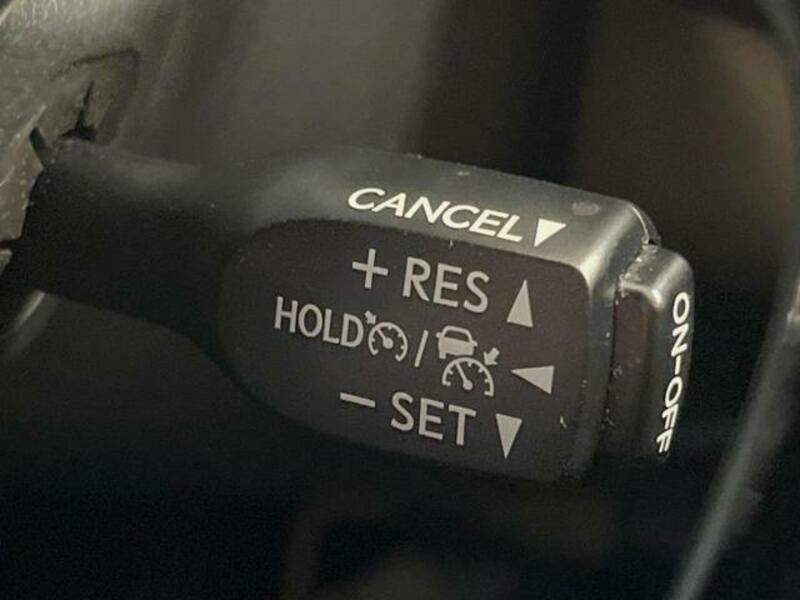 CANCEL▼
+ RES ▲
HOLD / ◀
− SET ▼
ON-OFF